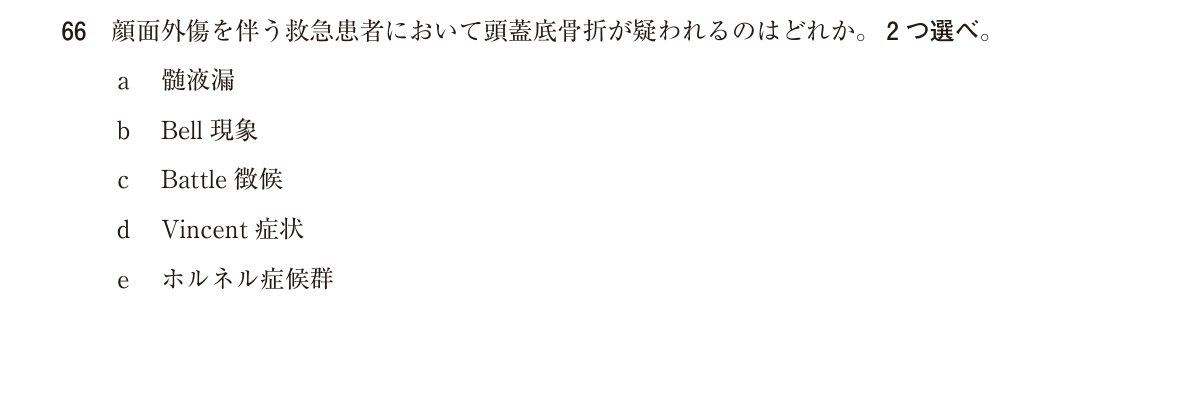 66 顔面外傷を伴う救急患者において頭蓋底骨折が疑われるのはどれか。2つ選べ。
a 髄液漏
b Bell 現象
c Battle 徴候
d Vincent 症状
e ホルネル症候群